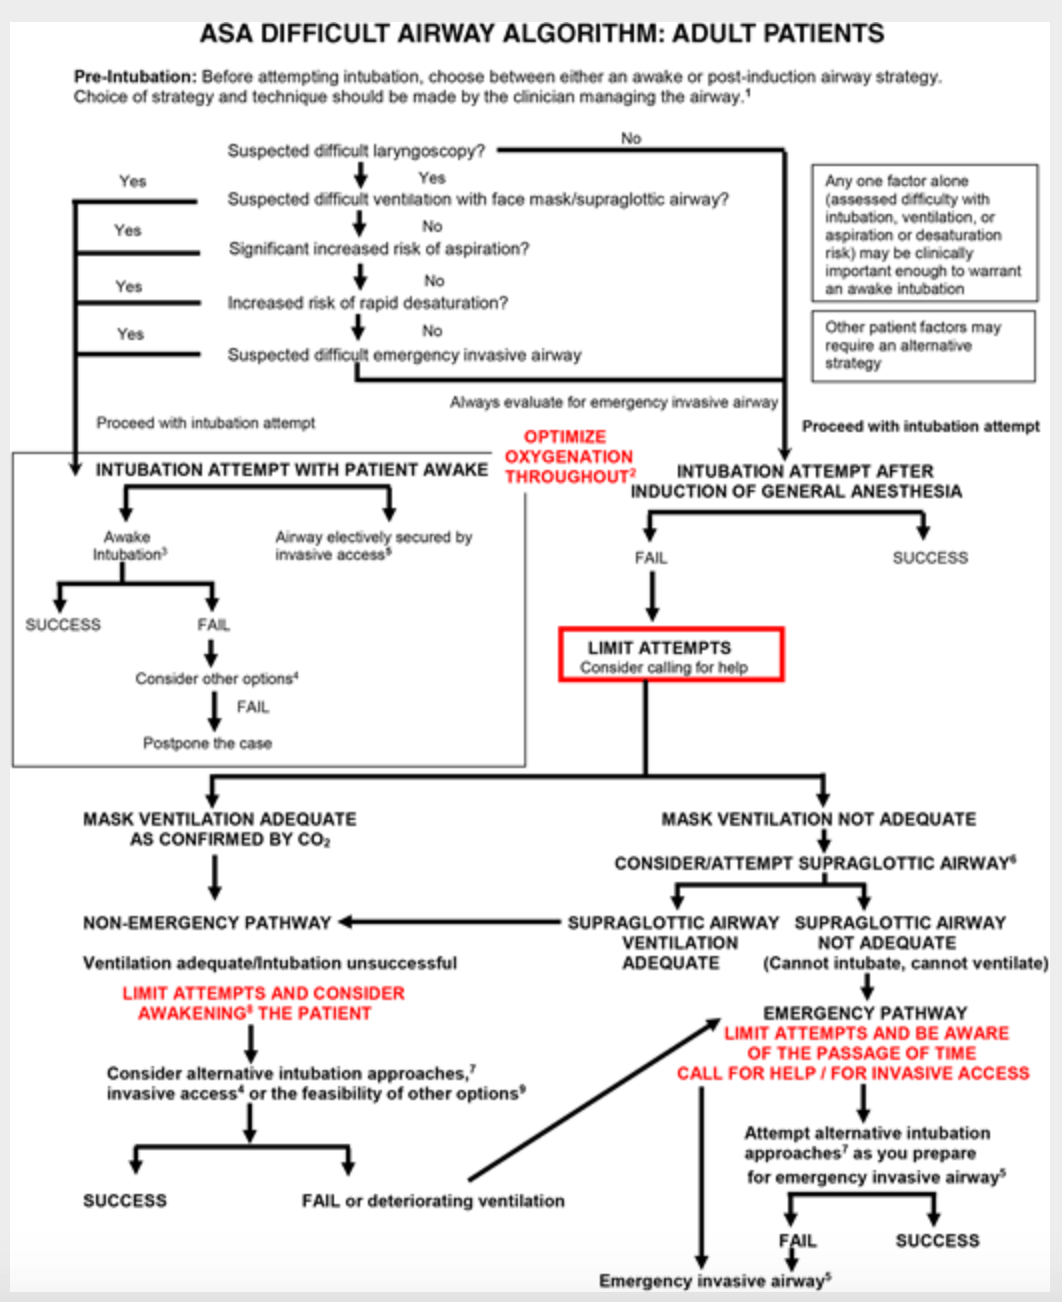 ASA DIFFICULT AIRWAY ALGORITHM: ADULT PATIENTS
Pre-Intubation: Before attempting intubation, choose between either an awake or post-induction airway strategy.
Choice of strategy and technique should be made by the clinician managing the airway.¹
Suspected difficult laryngoscopy?
No
Yes
Yes
Suspected difficult ventilation with face mask/supraglottic airway?
Yes
No
Significant increased risk of aspiration?
Yes
No
Increased risk of rapid desaturation?
Yes
No
Suspected difficult emergency invasive airway
Any one factor alone
(assessed difficulty with
intubation, ventilation, or
aspiration or desaturation
risk) may be clinically
important enough to warrant
an awake intubation
Other patient factors may
require an alternative
strategy
Always evaluate for emergency invasive airway
Proceed with intubation attempt
Proceed with intubation attempt
OPTIMIZE
OXYGENATION
THROUGHOUT²
INTUBATION ATTEMPT WITH PATIENT AWAKE
Awake
Intubation³
Airway electively secured by
invasive access⁵
SUCCESS
FAIL
Consider other options⁴
FAIL
Postpone the case
INTUBATION ATTEMPT AFTER
INDUCTION OF GENERAL ANESTHESIA
FAIL
SUCCESS
LIMIT ATTEMPTS
Consider calling for help
MASK VENTILATION ADEQUATE
AS CONFIRMED BY CO₂
MASK VENTILATION NOT ADEQUATE
CONSIDER/ATTEMPT SUPRAGLOTTIC AIRWAY⁶
NON-EMERGENCY PATHWAY
SUPRAGLOTTIC AIRWAY
VENTILATION
ADEQUATE
SUPRAGLOTTIC AIRWAY
NOT ADEQUATE
(Cannot intubate, cannot ventilate)
Ventilation adequate/Intubation unsuccessful
LIMIT ATTEMPTS AND CONSIDER
AWAKENING⁸ THE PATIENT
Consider alternative intubation approaches,⁷
invasive access⁴ or the feasibility of other options⁹
SUCCESS
FAIL or deteriorating ventilation
EMERGENCY PATHWAY
LIMIT ATTEMPTS AND BE AWARE
OF THE PASSAGE OF TIME
CALL FOR HELP / FOR INVASIVE ACCESS
Attempt alternative intubation
approaches⁷ as you prepare
for emergency invasive airway⁵
FAIL
SUCCESS
Emergency invasive airway⁵